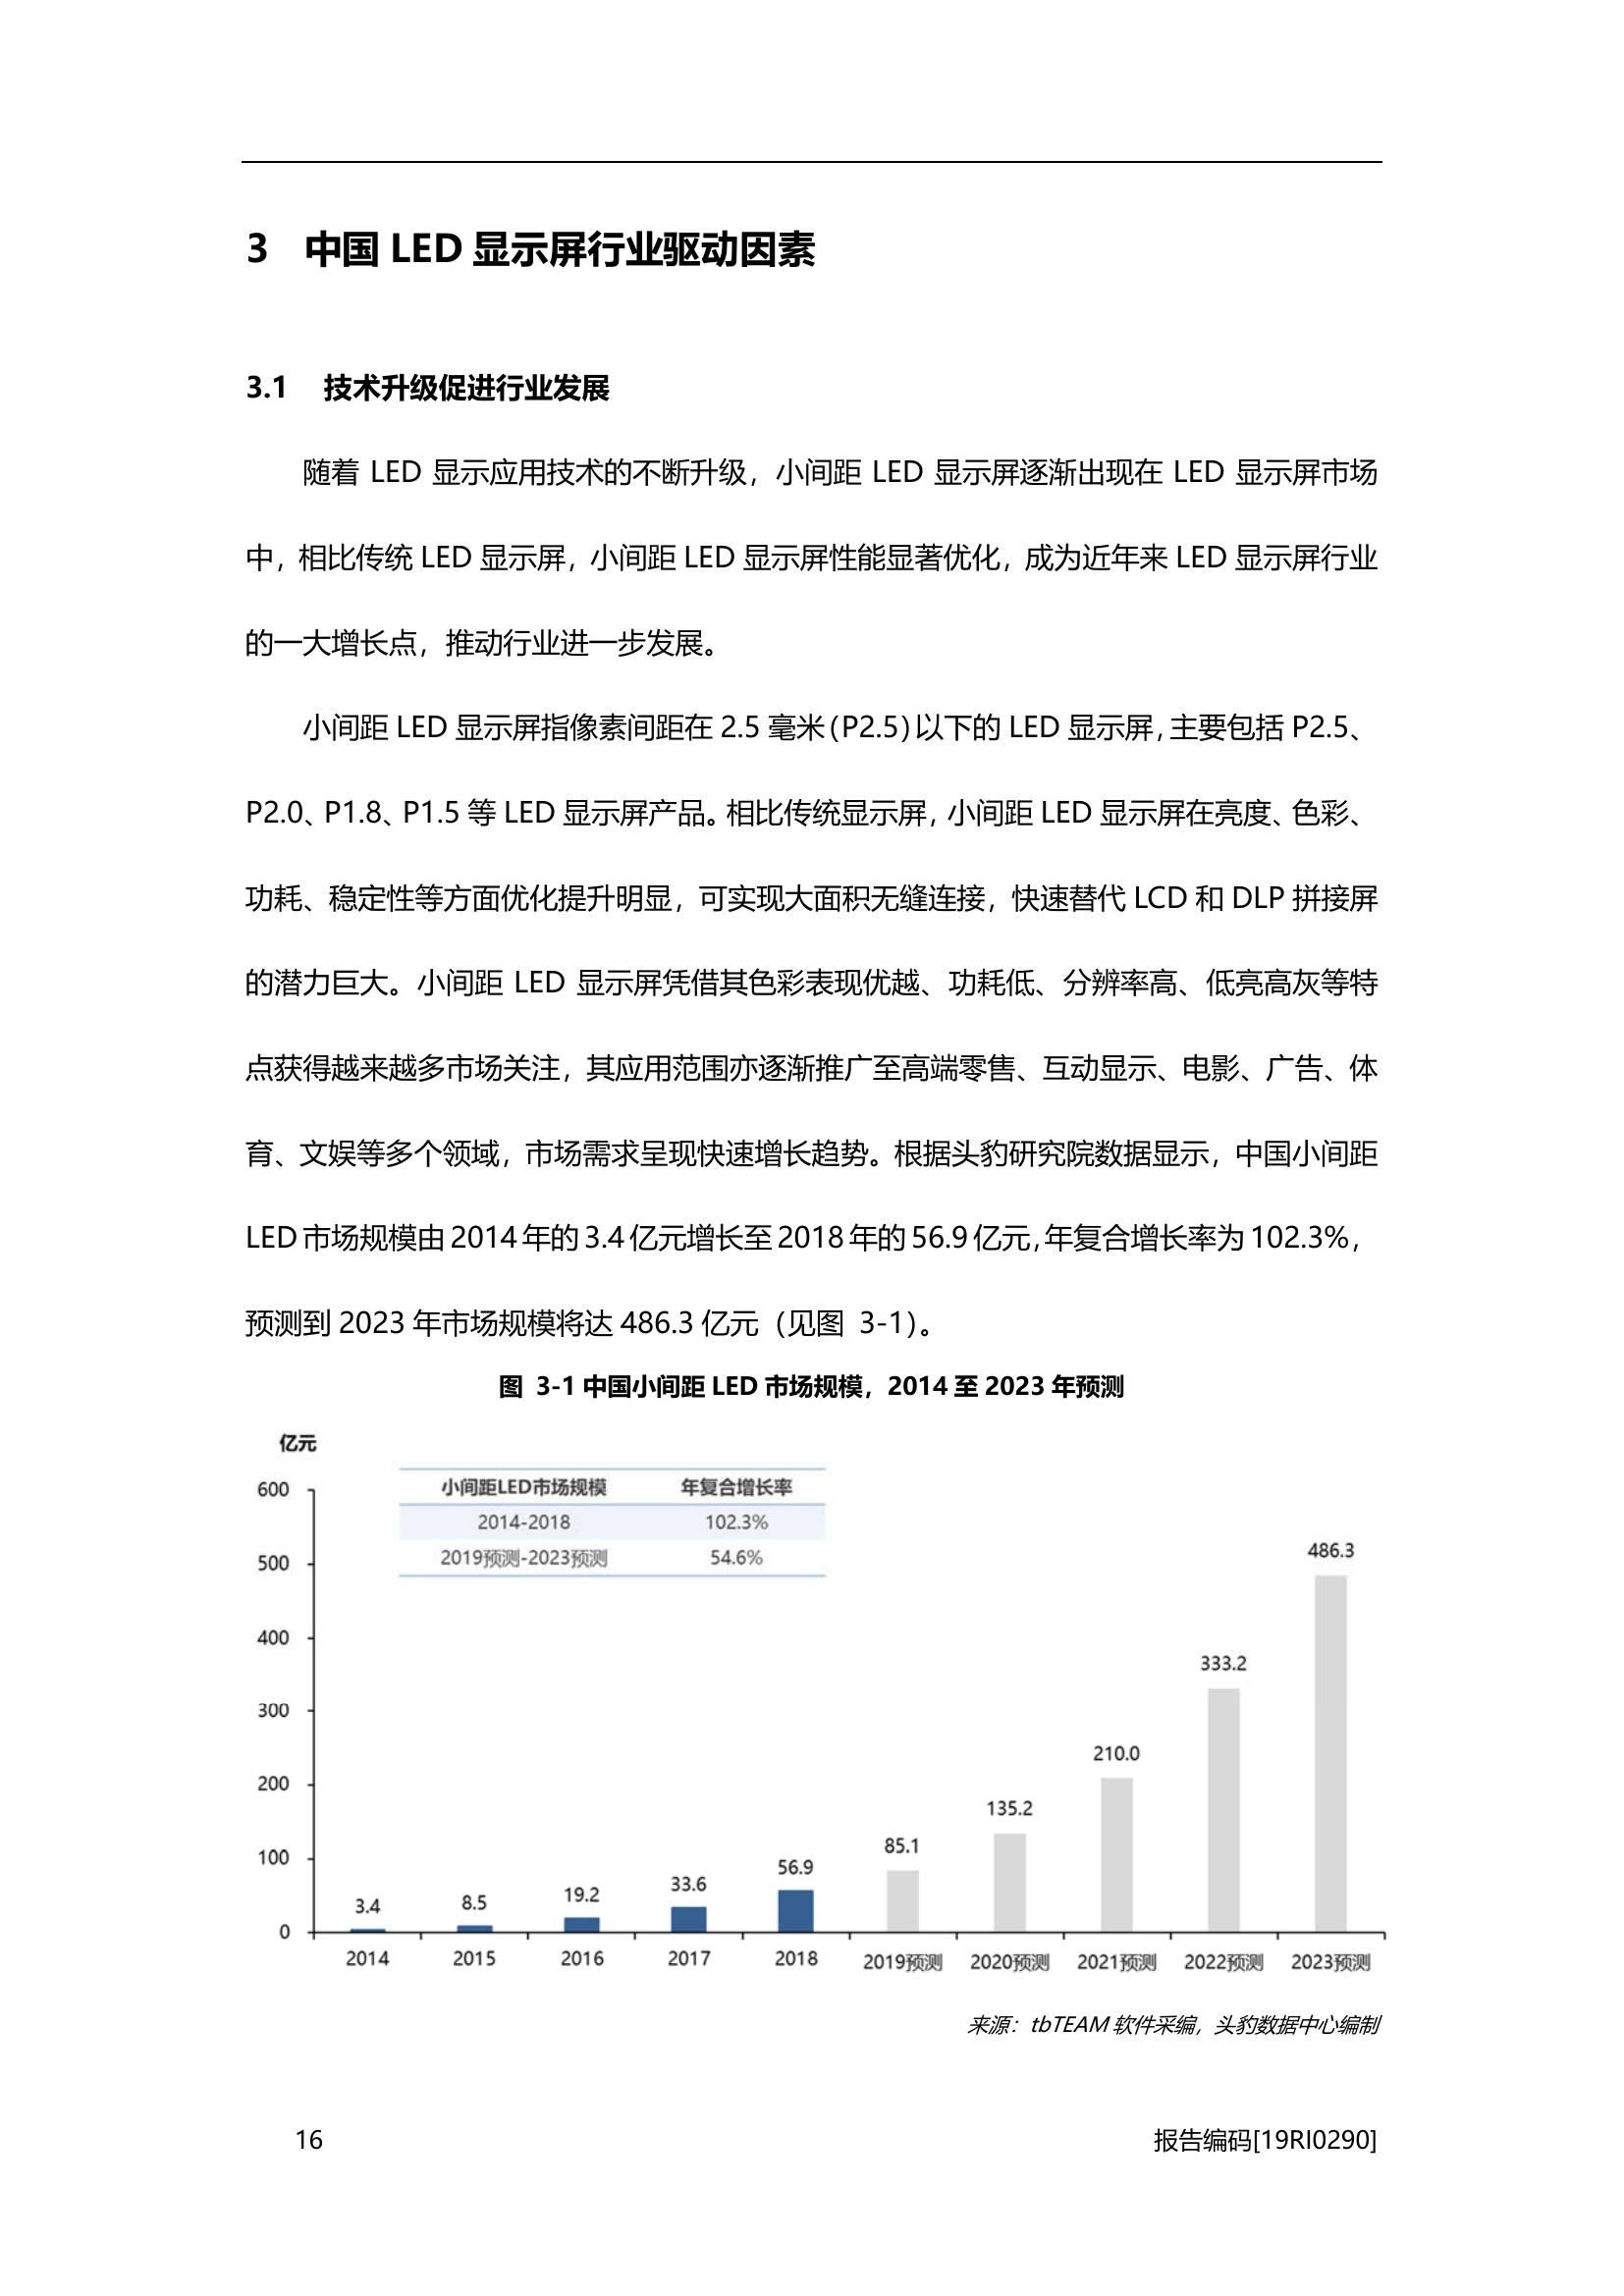 3 中国 LED 显示屏行业驱动因素
3.1 技术升级促进行业发展
随着 LED 显示应用技术的不断升级，小间距 LED 显示屏逐渐出现在 LED 显示屏市场
中，相比传统 LED 显示屏，小间距 LED 显示屏性能显著优化，成为近年来 LED 显示屏行业
的一大增长点，推动行业进一步发展。
小间距 LED 显示屏指像素间距在 2.5 毫米（P2.5）以下的 LED 显示屏，主要包括 P2.5、
P2.0、P1.8、P1.5 等 LED 显示屏产品。相比传统显示屏，小间距 LED 显示屏在亮度、色彩、
功耗、稳定性等方面优化提升明显，可实现大面积无缝连接，快速替代 LCD 和 DLP 拼接屏
的潜力巨大。小间距 LED 显示屏凭借其色彩表现优越、功耗低、分辨率高、低亮高灰等特
点获得越来越多市场关注，其应用范围亦逐渐推广至高端零售、互动显示、电影、广告、体
育、文娱等多个领域，市场需求呈现快速增长趋势。根据头豹研究院数据显示，中国小间距
LED 市场规模由 2014 年的 3.4 亿元增长至 2018 年的 56.9 亿元，年复合增长率为 102.3%，
预测到 2023 年市场规模将达 486.3 亿元（见图 3-1）。
图 3-1 中国小间距 LED 市场规模，2014 至 2023 年预测
亿元
小间距LED市场规模 年复合增长率
2014-2018 102.3%
2019预测-2023预测 54.6%
600
500
400
300
200
100
0
3.4 8.5 19.2 33.6 56.9 85.1 135.2 210.0 333.2 486.3
2014 2015 2016 2017 2018 2019预测 2020预测 2021预测 2022预测 2023预测
来源：tbTEAM 软件采编，头豹数据中心编制
16 报告编码[19RI0290]